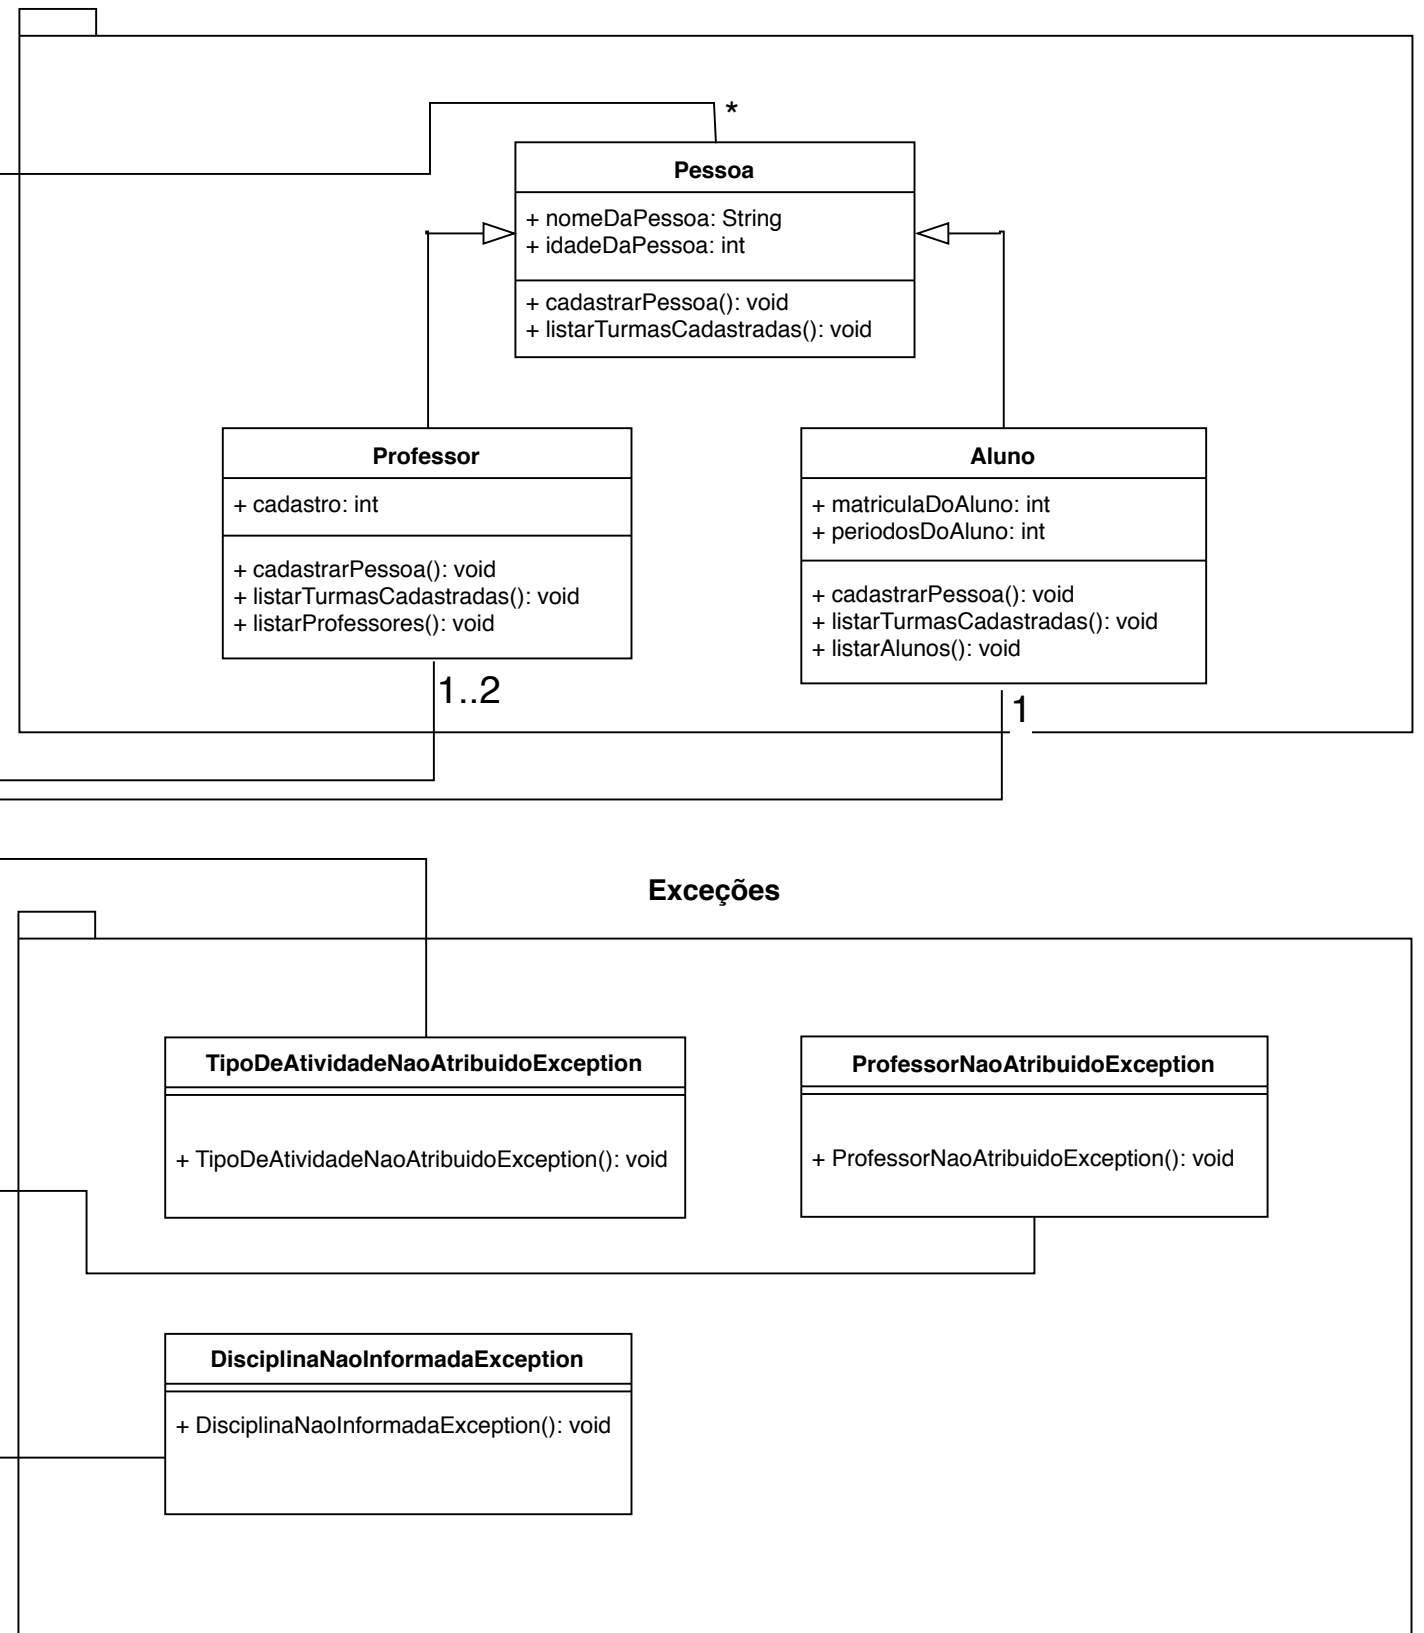 *
Pessoa
+ nomeDaPessoa: String
+ idadeDaPessoa: int
+ cadastrarPessoa(): void
+ listarTurmasCadastradas(): void
Professor
+ cadastro: int
+ cadastrarPessoa(): void
+ listarTurmasCadastradas(): void
+ listarProfessores(): void
1..2
Aluno
+ matriculaDoAluno: int
+ periodosDoAluno: int
+ cadastrarPessoa(): void
+ listarTurmasCadastradas(): void
+ listarAlunos(): void
1
Exceções
TipoDeAtividadeNaoAtribuidoException
+ TipoDeAtividadeNaoAtribuidoException(): void
ProfessorNaoAtribuidoException
+ ProfessorNaoAtribuidoException(): void
DisciplinaNaoInformadaException
+ DisciplinaNaoInformadaException(): void